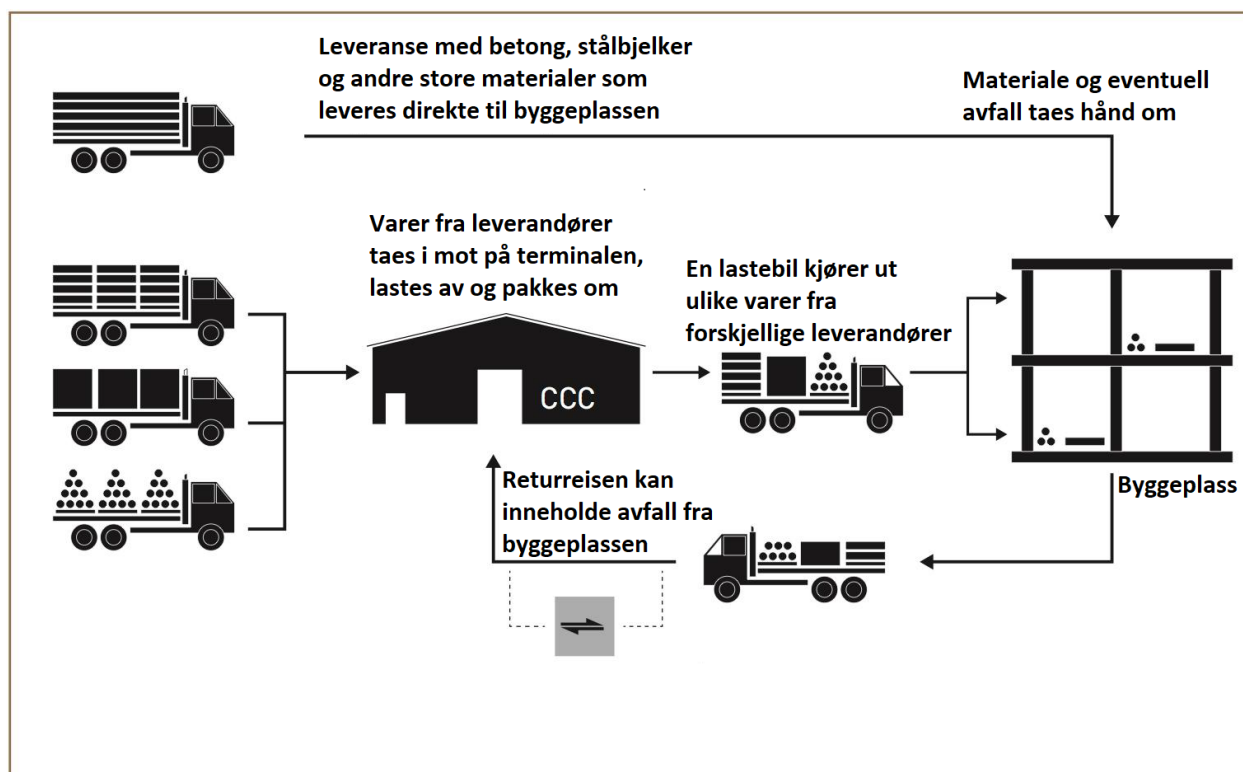 Leveranse med betong, stålbjelker
og andre store materialer som
leveres direkte til byggeplassen
Materiale og eventuell
avfall taes hånd om
Varer fra leverandører
taes i mot på terminalen,
lastes av og pakkes om
En lastebil kjører ut
ulike varer fra
forskjellige leverandører
CCC
Returreisen kan
inneholde avfall fra
byggeplassen
Byggeplass